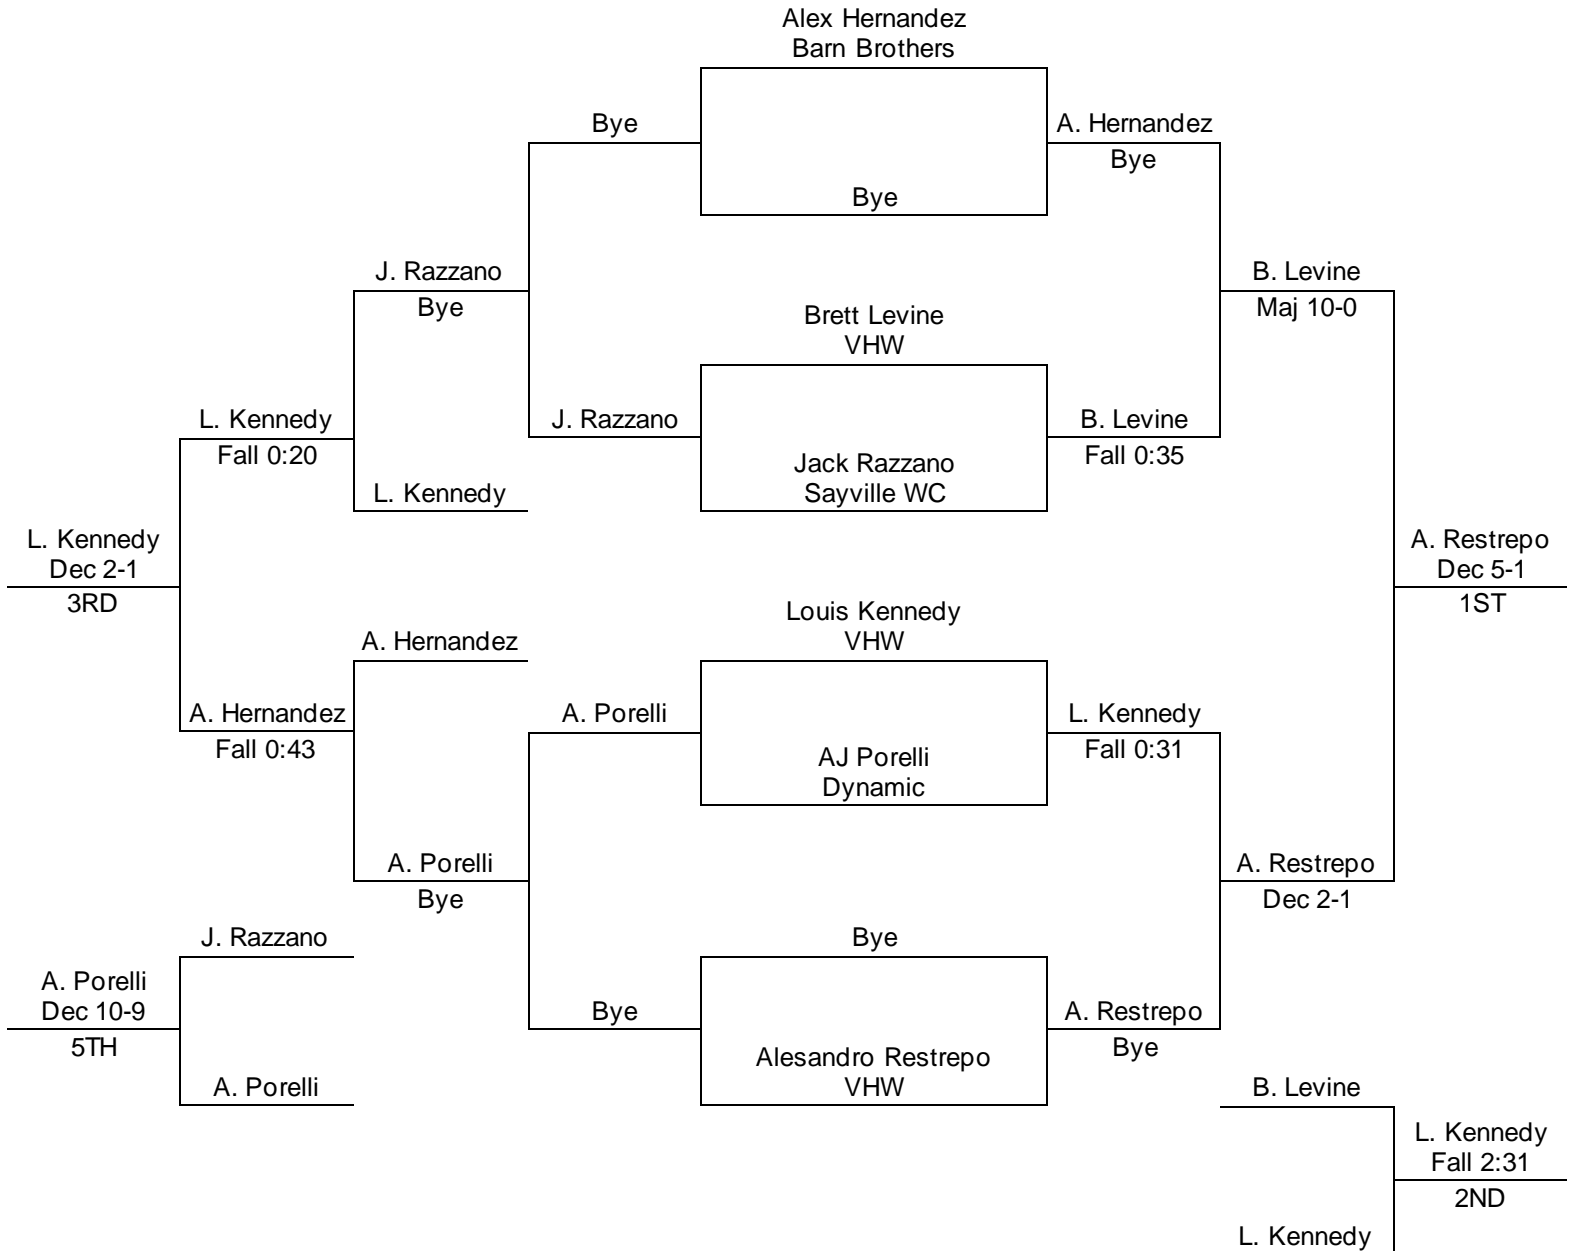 Alex Hernandez
Barn Brothers
Bye
A. Hernandez
Bye
Bye
J. Razzano
Bye
B. Levine
Maj 10-0
Brett Levine
VHW
L. Kennedy
Fall 0:20
J. Razzano
B. Levine
Fall 0:35
Jack Razzano
Sayville WC
L. Kennedy
L. Kennedy
Dec 2-1
3RD
A. Restrepo
Dec 5-1
1ST
Louis Kennedy
VHW
A. Hernandez
A. Hernandez
Fall 0:43
A. Porelli
L. Kennedy
Fall 0:31
AJ Porelli
Dynamic
A. Porelli
Bye
A. Restrepo
Dec 2-1
J. Razzano
Bye
A. Porelli
Dec 10-9
5TH
Bye
A. Restrepo
Bye
Alesandro Restrepo
VHW
A. Porelli
B. Levine
L. Kennedy
Fall 2:31
2ND
L. Kennedy